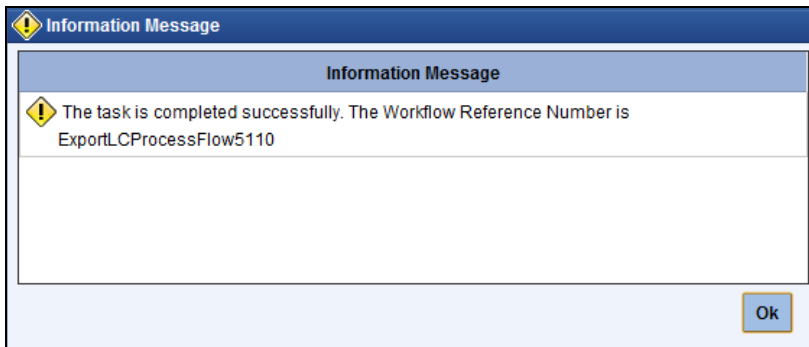 Information Message
Information Message
The task is completed successfully. The Workflow Reference Number is
ExportLCProcessFlow5110
Ok